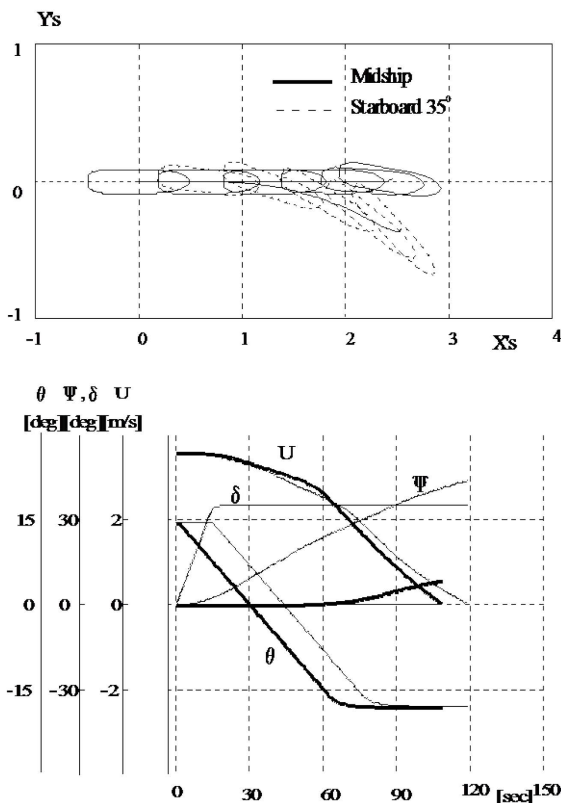 Y's
1
Midship
Starboard 35°
0
-1
-1 0 1 2 3 4
X's
θ Ψ , δ U
[deg][deg][m/s]
U
Ψ
δ
15 30 2
0 0 0
θ
-15 -30 -2
0 30 60 90 120 150
[sec]